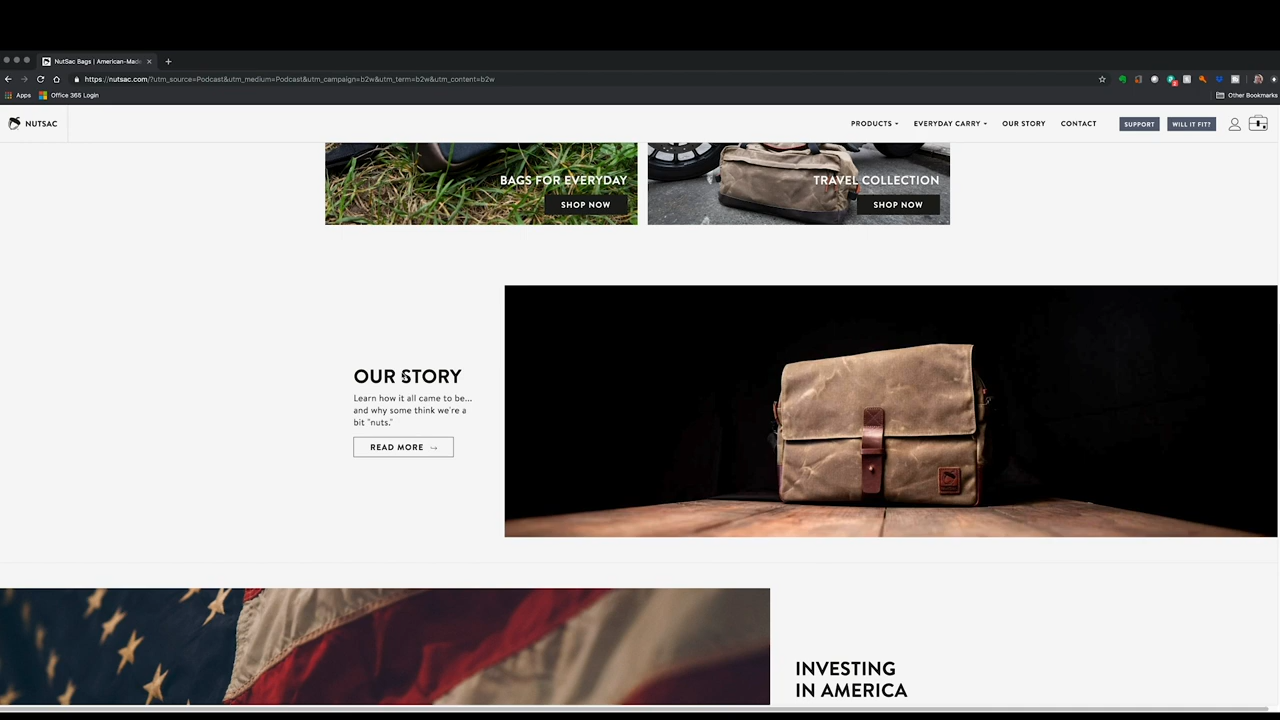 NutSac Bags | American-Made
https://nutsac.com/?utm_source=Podcast&utm_medium=Podcast&utm_campaign=b2w&utm_term=b2w&utm_content=b2w
Apps
Office 365 Login
Other Bookmarks
NUTSAC
PRODUCTS
EVERYDAY CARRY
OUR STORY
CONTACT
SUPPORT
WILL IT FIT?
BAGS FOR EVERYDAY
SHOP NOW
TRAVEL COLLECTION
SHOP NOW
OUR STORY
Learn how it all came to be...
and why some think we're a
bit "nuts."
READ MORE
INVESTING
IN AMERICA